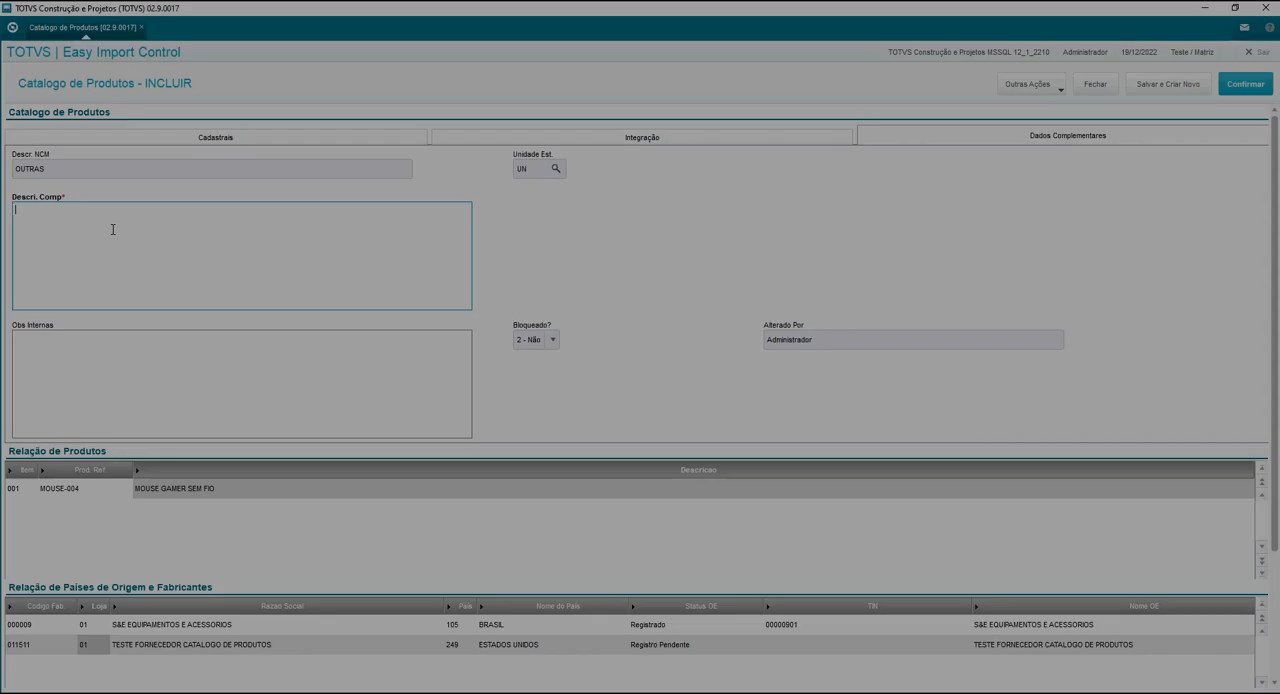 TOTVS Construção e Projetos (TOTVS) 02.9.0017
Catalogo de Produtos [02.9.0017]
TOTVS | Easy Import Control
TOTVS Construção e Projetos MSSQL 12_1_2210 Administrador 19/12/2022 Teste / Matriz Sair
Catalogo de Produtos - INCLUIR
Outras Ações Fechar Salvar e Criar Novo Confirmar
Catalogo de Produtos
Cadastrais Integração Dados Complementares
Descr. NCM Unidade Est.
OUTRAS UN
Descri. Comp*
Obs Internas Bloqueado? Alterado Por
2 - Não Administrador
Relação de Produtos
Item Prod. Ref Descricao
001 MOUSE-004 MOUSE GAMER SEM FIO
Relação de Países de Origem e Fabricantes
Codigo Fab. Loja Razao Social País Nome do País Status OE TIN Nome OE
000009 01 S&E EQUIPAMENTOS E ACESSORIOS 105 BRASIL Registrado 00000901 S&E EQUIPAMENTOS E ACESSORIOS
011511 01 TESTE FORNECEDOR CATALOGO DE PRODUTOS 249 ESTADOS UNIDOS Registro Pendente TESTE FORNECEDOR CATALOGO DE PRODUTOS